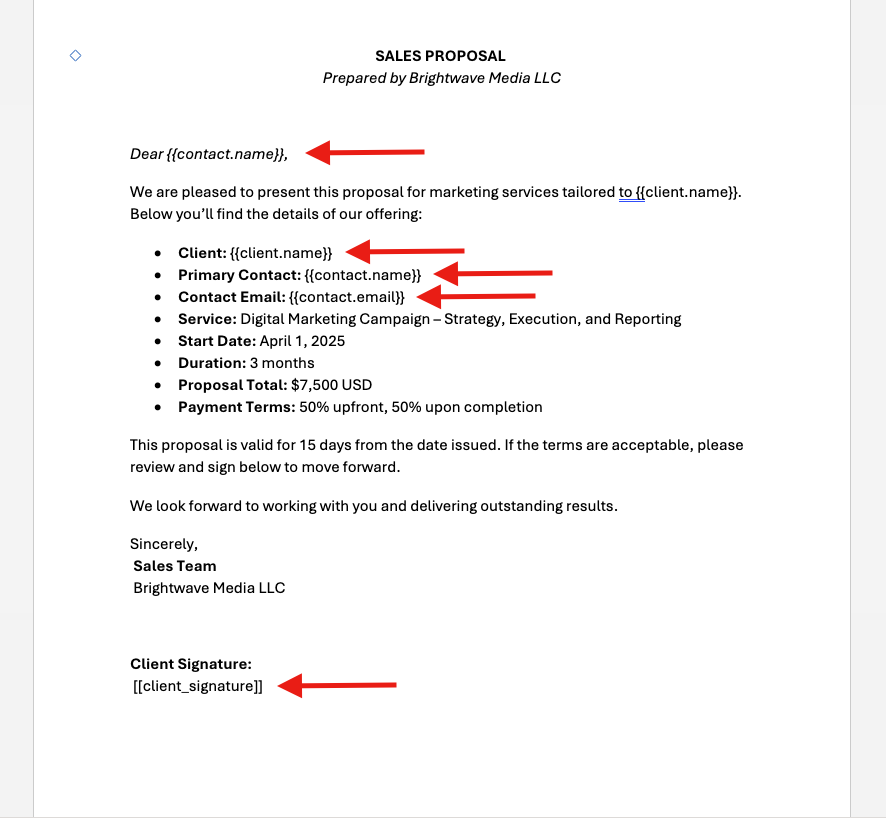 SALES PROPOSAL
Prepared by Brightwave Media LLC
Dear {{contact.name}},
We are pleased to present this proposal for marketing services tailored to {{client.name}}.
Below you’ll find the details of our offering:
• Client: {{client.name}}
• Primary Contact: {{contact.name}}
• Contact Email: {{contact.email}}
• Service: Digital Marketing Campaign – Strategy, Execution, and Reporting
• Start Date: April 1, 2025
• Duration: 3 months
• Proposal Total: $7,500 USD
• Payment Terms: 50% upfront, 50% upon completion
This proposal is valid for 15 days from the date issued. If the terms are acceptable, please
review and sign below to move forward.
We look forward to working with you and delivering outstanding results.
Sincerely,
Sales Team
Brightwave Media LLC
Client Signature:
[[client_signature]]